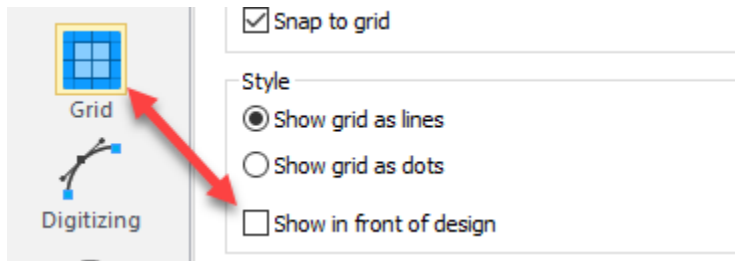 Snap to grid
Grid
Style
Show grid as lines
Show grid as dots
Digitizing
Show in front of design